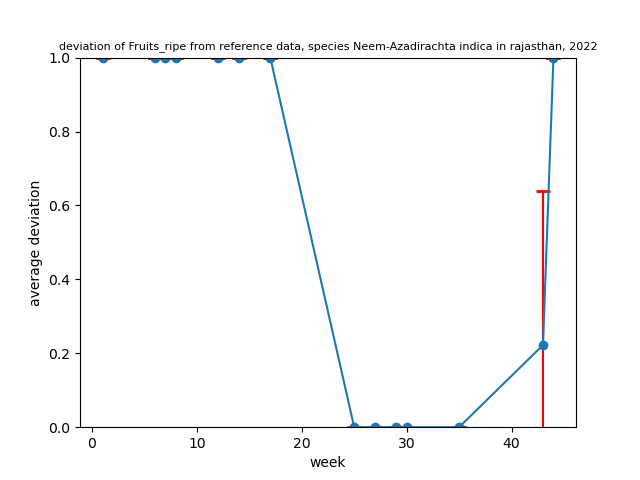 deviation of Fruits_ripe from reference data, species Neem-Azadirachta indica in rajasthan, 2022
1.0
0.8
0.6
0.4
0.2
0.0
average deviation
0 10 20 30 40
week